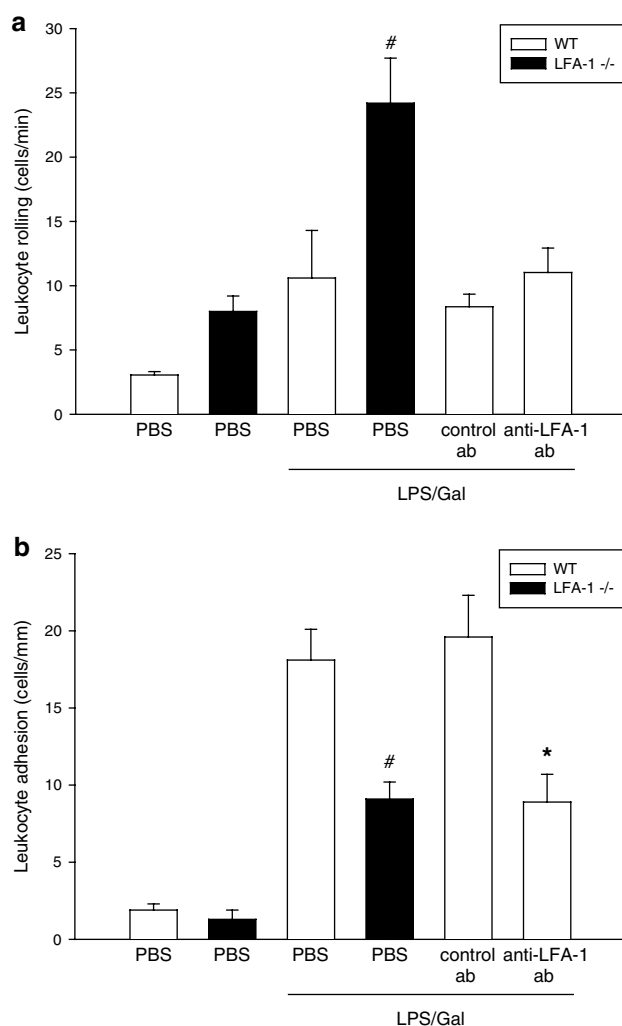 a
30
25
20
15
10
5
0
Leukocyte rolling (cells/min)
#
WT
LFA-1 -/-
PBS PBS PBS PBS control ab anti-LFA-1 ab
LPS/Gal
b
25
20
15
10
5
0
Leukocyte adhesion (cells/mm)
#
*
WT
LFA-1 -/-
PBS PBS PBS PBS control ab anti-LFA-1 ab
LPS/Gal